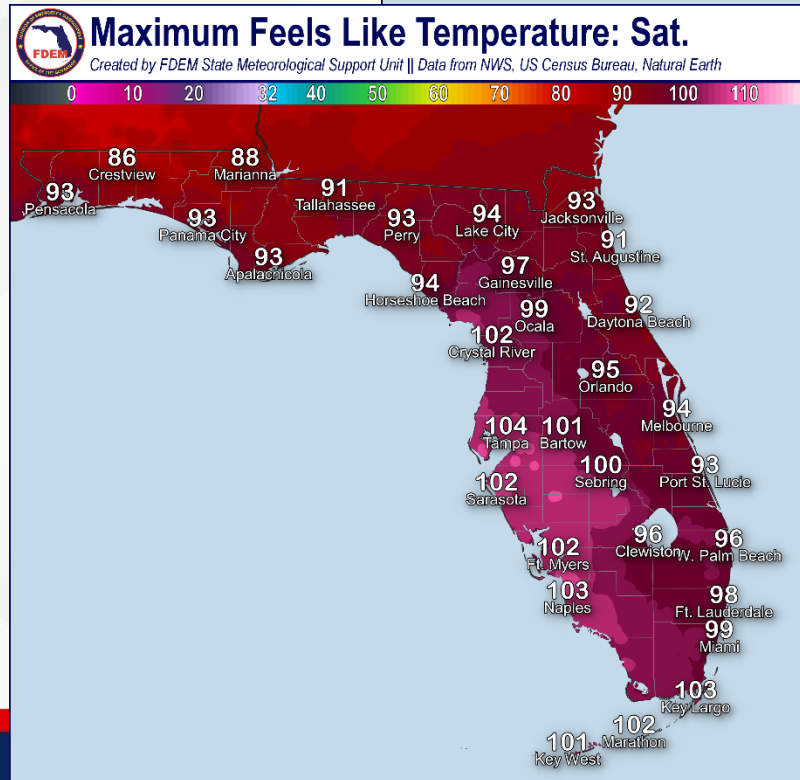 FDEM
Maximum Feels Like Temperature: Sat.
Created by FDEM State Meteorological Support Unit || Data from NWS, US Census Bureau, Natural Earth
0 10 20 32 40 50 60 70 80 90 100 110
86
Crestview
88
Marianna
93
Pensacola
91
Tallahassee
93
Panama City
93
Perry
94
Lake City
93
Jacksonville
93
Apalachicola
91
St. Augustine
94
Horseshoe Beach
97
Gainesville
99
Ocala
92
Daytona Beach
102
Crystal River
95
Orlando
94
Melbourne
104
Tampa
101
Bartow
100
Sebring
93
Port St. Lucie
102
Sarasota
96
Clewiston
96
W. Palm Beach
102
Ft. Myers
103
Naples
98
Ft. Lauderdale
99
Miami
103
Key Largo
102
Marathon
101
Key West